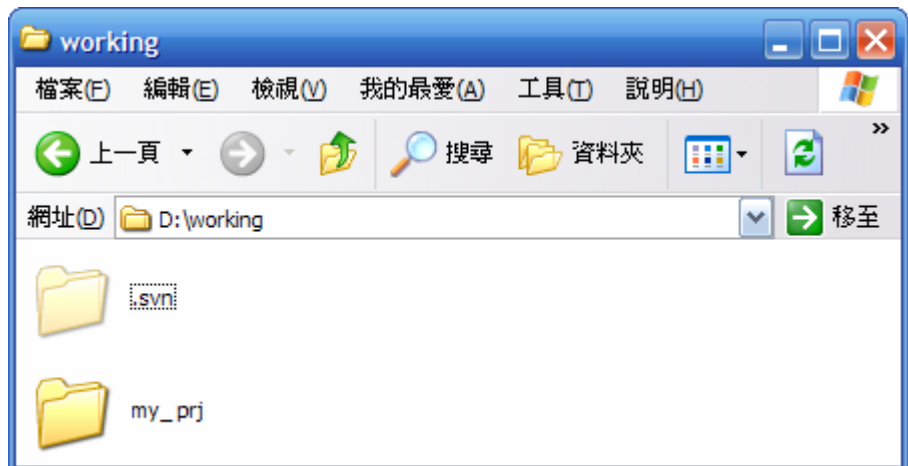 working
檔案(F) 編輯(E) 檢視(V) 我的最愛(A) 工具(T) 說明(H)
上一頁 搜尋 資料夾 »
網址(D) D:\working 移至
.svn
my_prj